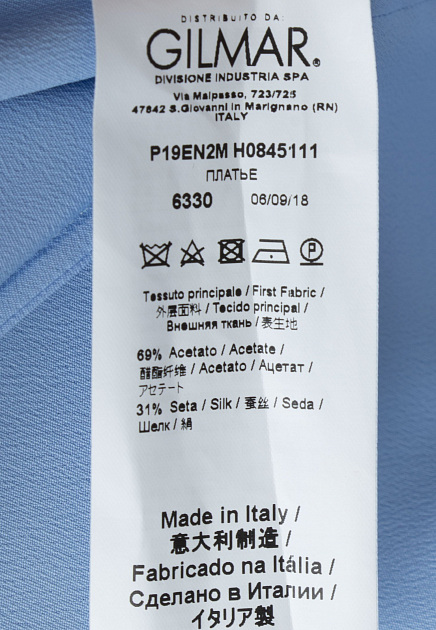 DISTRIBUITO DA:
GILMAR®
DIVISIONE INDUSTRIA SPA
Via Malpasso, 723/725
47842 S.Giovanni in Marignano (RN)
ITALY
P19EN2M H0845111
ПЛАТЬЕ
6330 06/09/18
P
Tessuto principale / First Fabric /
外层面料 / Tecido principal /
Внешняя ткань / 表生地
69% Acetato / Acetate /
醋酯纤维 / Acetato / Ацетат /
アセテート
31% Seta / Silk / 蚕丝 / Seda /
Шелк / 絹
Made in Italy /
意大利制造 /
Fabricado na Itália /
Сделано в Италии /
イタリア製